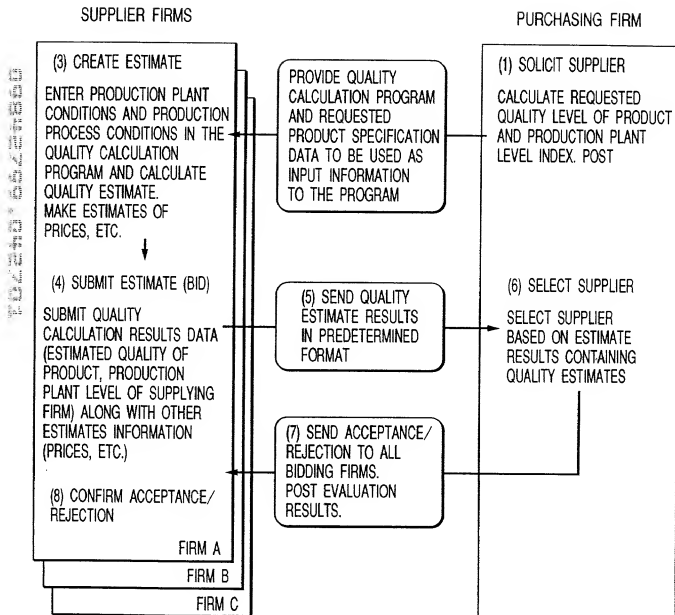 SUPPLIER FIRMS
PURCHASING FIRM
(3) CREATE ESTIMATE
ENTER PRODUCTION PLANT
CONDITIONS AND PRODUCTION
PROCESS CONDITIONS IN THE
QUALITY CALCULATION
PROGRAM AND CALCULATE
QUALITY ESTIMATE.
MAKE ESTIMATES OF
PRICES, ETC.
(4) SUBMIT ESTIMATE (BID)
SUBMIT QUALITY
CALCULATION RESULTS DATA
(ESTIMATED QUALITY OF
PRODUCT, PRODUCTION
PLANT LEVEL OF SUPPLYING
FIRM) ALONG WITH OTHER
ESTIMATES INFORMATION
(PRICES, ETC.)
(8) CONFIRM ACCEPTANCE/
REJECTION
FIRM A
FIRM B
FIRM C
PROVIDE QUALITY
CALCULATION PROGRAM
AND REQUESTED
PRODUCT SPECIFICATION
DATA TO BE USED AS
INPUT INFORMATION
TO THE PROGRAM
(5) SEND QUALITY
ESTIMATE RESULTS
IN PREDETERMINED
FORMAT
(7) SEND ACCEPTANCE/
REJECTION TO ALL
BIDDING FIRMS.
POST EVALUATION
RESULTS.
(1) SOLICIT SUPPLIER
CALCULATE REQUESTED
QUALITY LEVEL OF PRODUCT
AND PRODUCTION PLANT
LEVEL INDEX. POST
(6) SELECT SUPPLIER
SELECT SUPPLIER
BASED ON ESTIMATE
RESULTS CONTAINING
QUALITY ESTIMATES